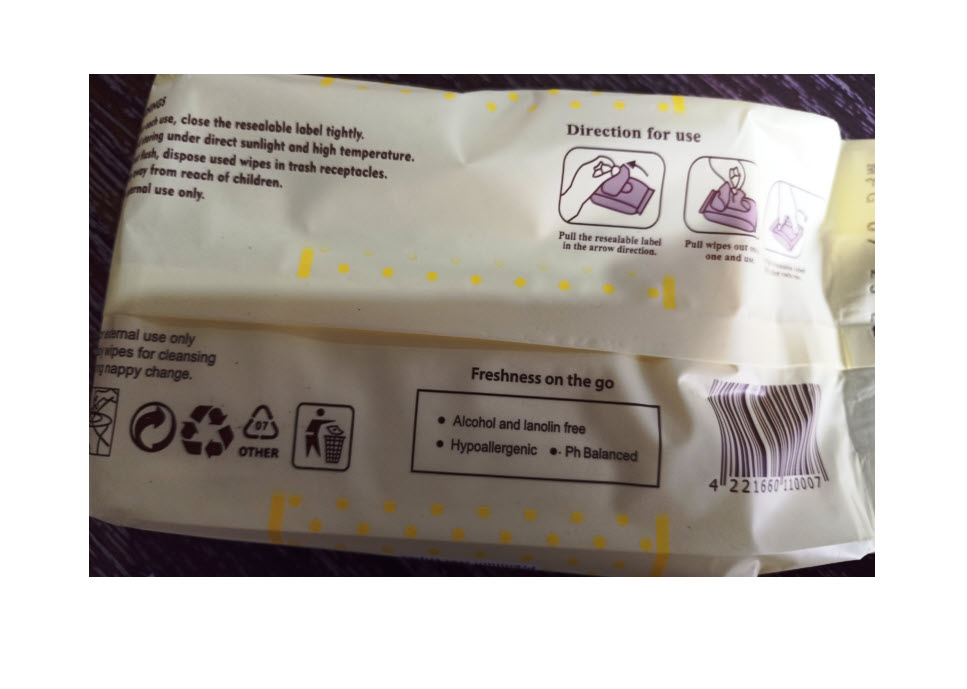 use, close the resealable label tightly.
under direct sunlight and high temperature.
flush, dispose used wipes in trash receptacles.
from reach of children.
use only.
Direction for use
Pull the resealable label
in the arrow direction.
Pull wipes out
one and use
use only
wipes for cleansing
nappy change.
07
OTHER
Freshness on the go
• Alcohol and lanolin free
• Hypoallergenic •- Ph Balanced
4 221660 110007